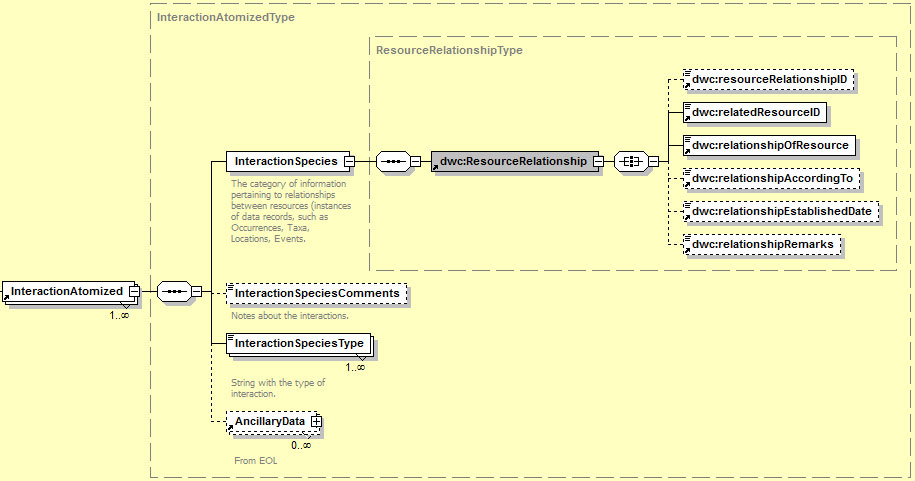 InteractionAtomizedType
ResourceRelationshipType
dwc:resourceRelationshipID
dwc:relatedResourceID
dwc:relationshipOfResource
dwc:relationshipAccordingTo
dwc:relationshipEstablishedDate
dwc:relationshipRemarks
InteractionSpecies
dwc:ResourceRelationship
The category of information
pertaining to relationships
between resources (instances
of data records, such as
Occurrences, Taxa,
Locations, Events.
InteractionAtomized
1..∞
InteractionSpeciesComments
Notes about the interactions.
InteractionSpeciesType
1..∞
String with the type of
interaction.
AncillaryData
0..∞
From EOL